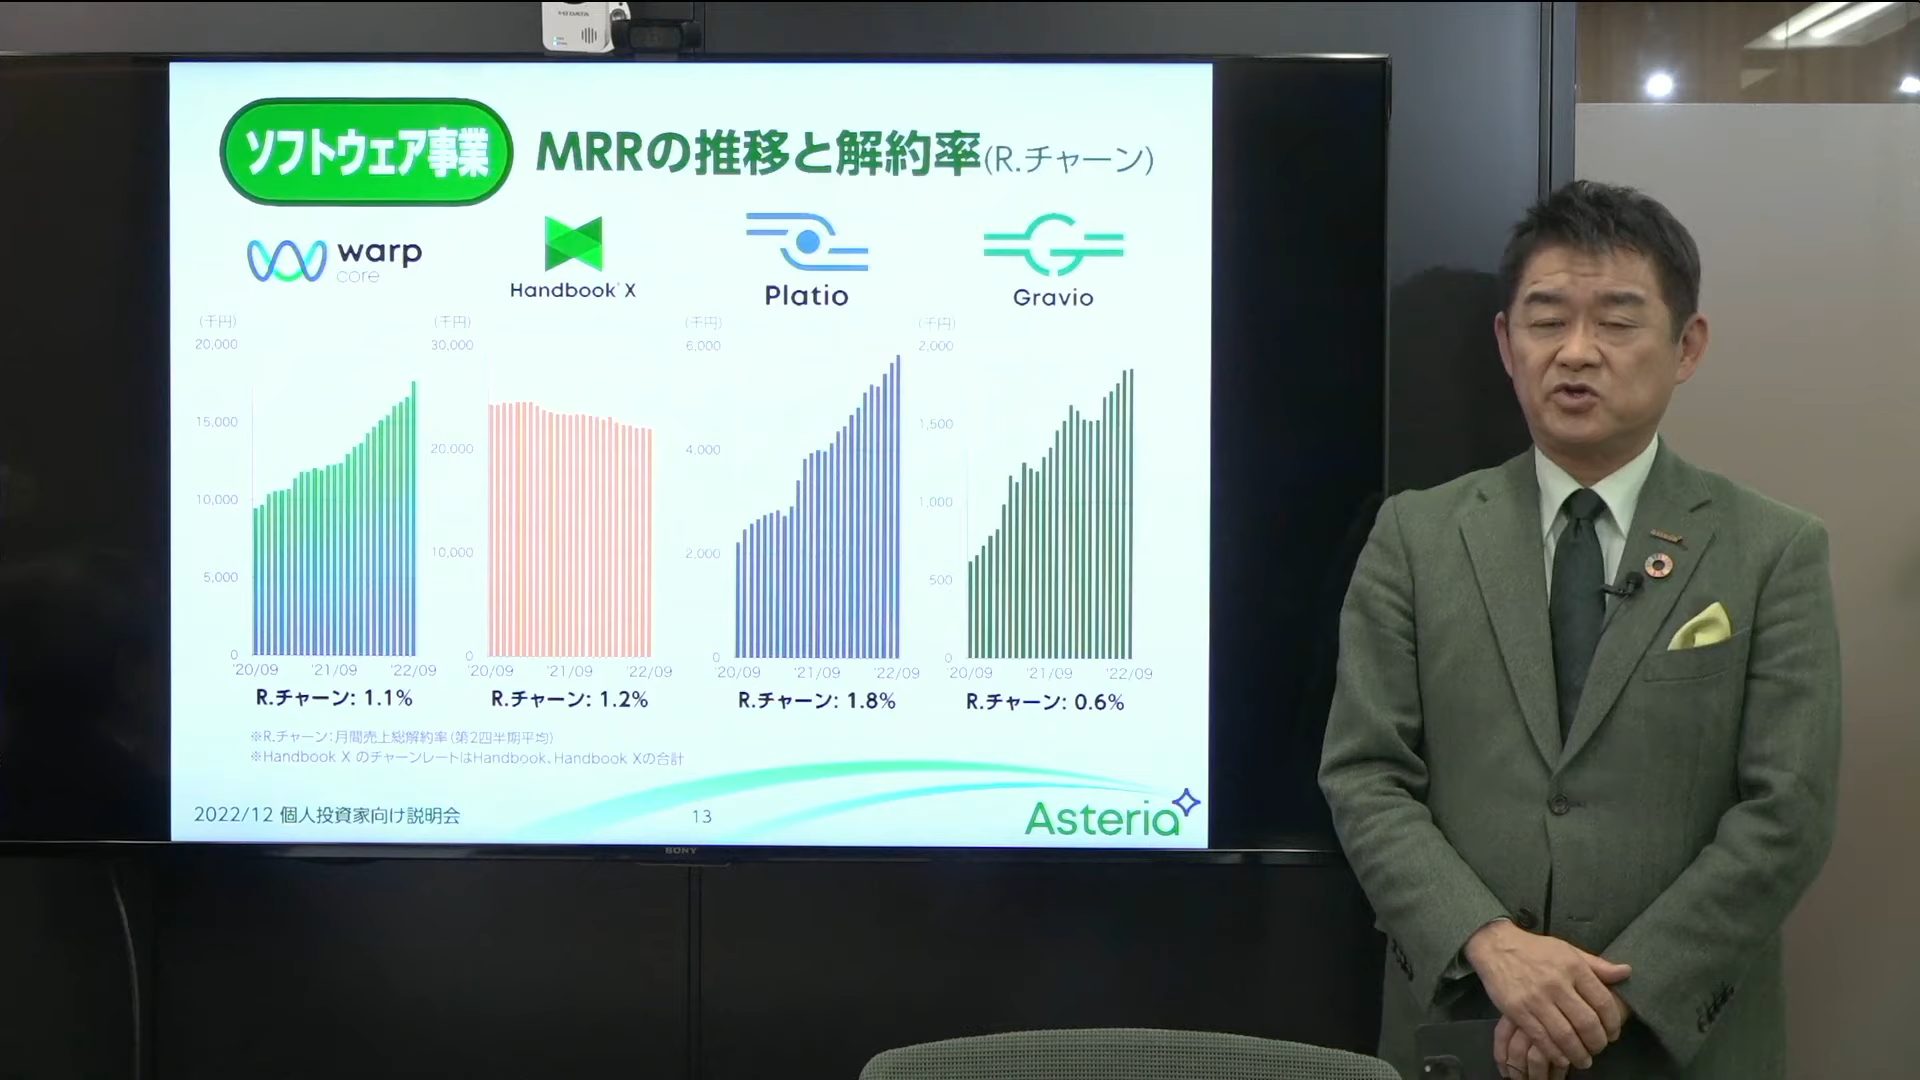 I-O DATA
ソフトウェア事業
MRRの推移と解約率(R.チャーン)
warp
core
Handbook X
Platio
Gravio
(千円)
20,000
15,000
10,000
5,000
0
'20/09
'21/09
'22/09
R.チャーン: 1.1%
(千円)
30,000
20,000
10,000
0
'20/09
'21/09
'22/09
R.チャーン: 1.2%
(千円)
6,000
4,000
2,000
0
'20/09
'21/09
'22/09
R.チャーン: 1.8%
(千円)
2,000
1,500
1,000
500
0
'20/09
'21/09
'22/09
R.チャーン: 0.6%
※R.チャーン：月間売上総解約率(第2四半期平均)
※Handbook X のチャーンレートはHandbook、Handbook Xの合計
2022/12 個人投資家向け説明会
13
Asteria
SONY